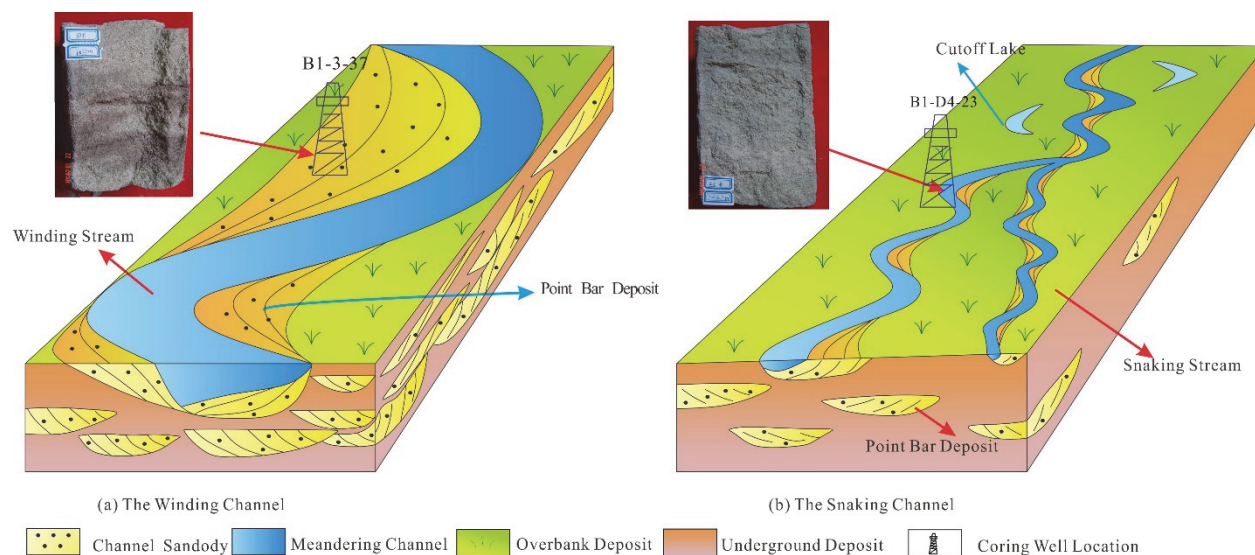 B1-3-37
Winding Stream
Point Bar Deposit
(a) The Winding Channel
Cutoff Lake
B1-D4-23
Snaking Stream
Point Bar Deposit
(b) The Snaking Channel
Channel Sandody
Meandering Channel
Overbank Deposit
Underground Deposit
Coring Well Location